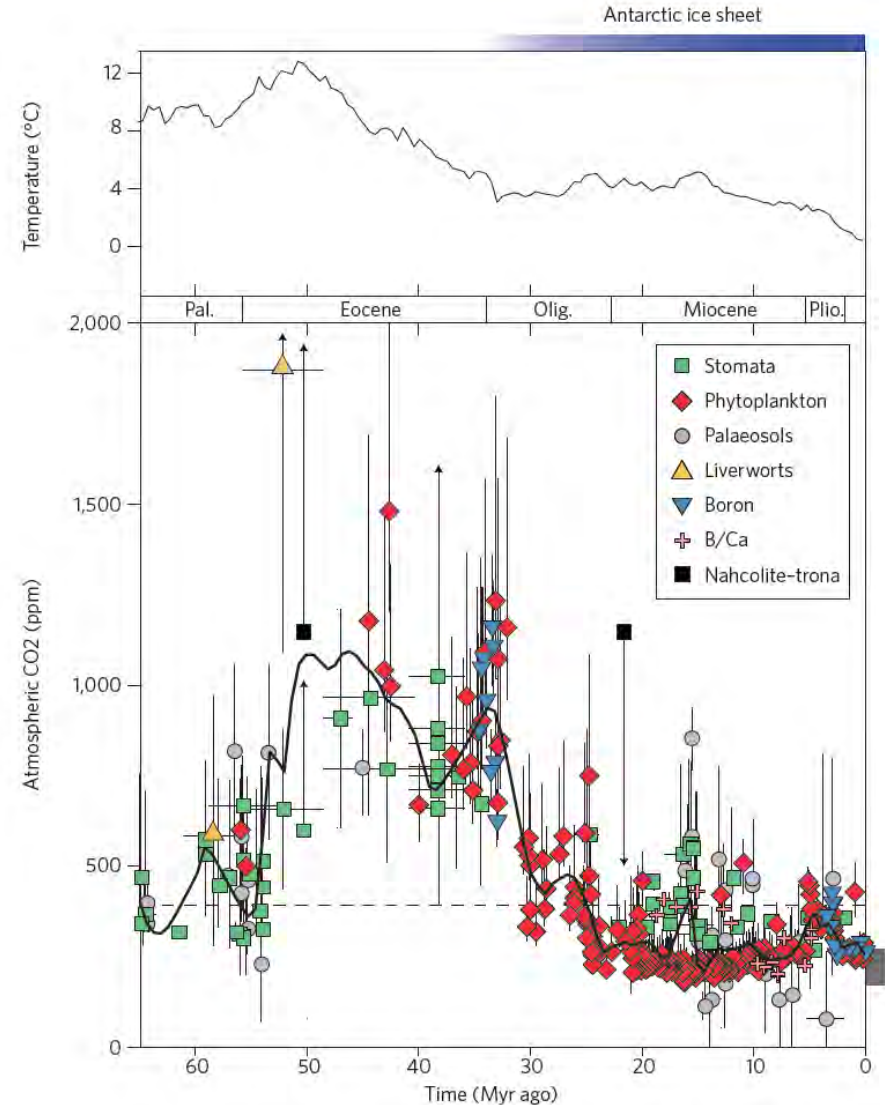 Antarctic ice sheet
12
8
4
0
Temperature (°C)
Pal.
Eocene
Olig.
Miocene
Plio.
2,000
1,500
1,000
500
0
Atmospheric CO2 (ppm)
Stomata
Phytoplankton
Palaeosols
Liverworts
Boron
B/Ca
Nahcolite–trona
60
50
40
30
20
10
0
Time (Myr ago)